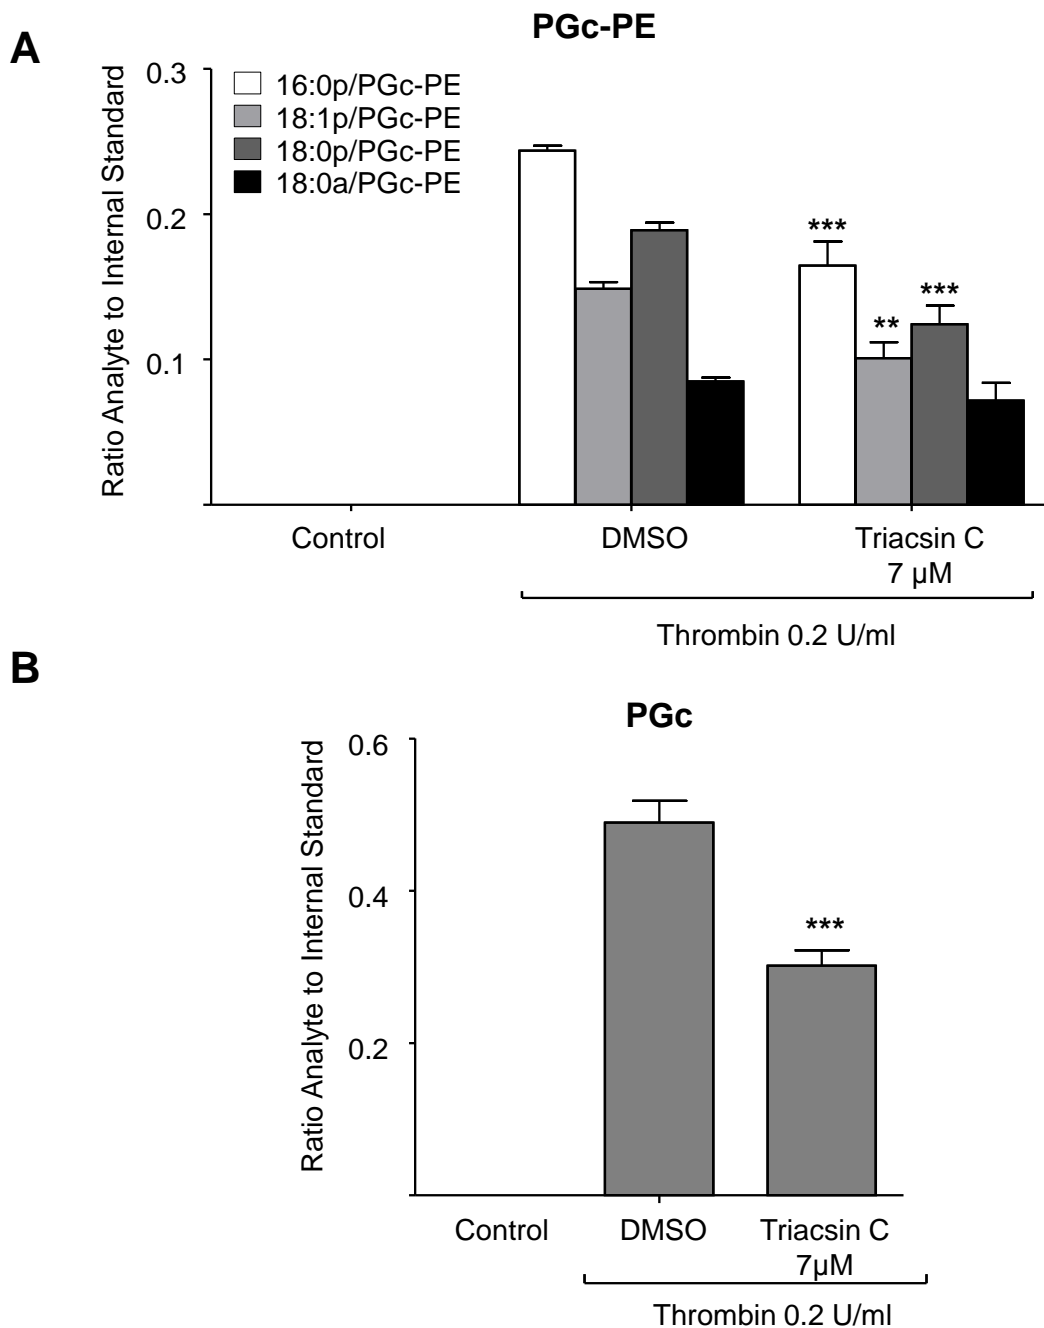 A
PGc-PE
Ratio Analyte to Internal Standard
0.3
0.2
0.1
16:0p/PGc-PE
18:1p/PGc-PE
18:0p/PGc-PE
18:0a/PGc-PE
***
**
***
Control
DMSO
Triacsin C
7 µM
Thrombin 0.2 U/ml
B
PGc
Ratio Analyte to Internal Standard
0.6
0.4
0.2
***
Control
DMSO
Triacsin C
7µM
Thrombin 0.2 U/ml